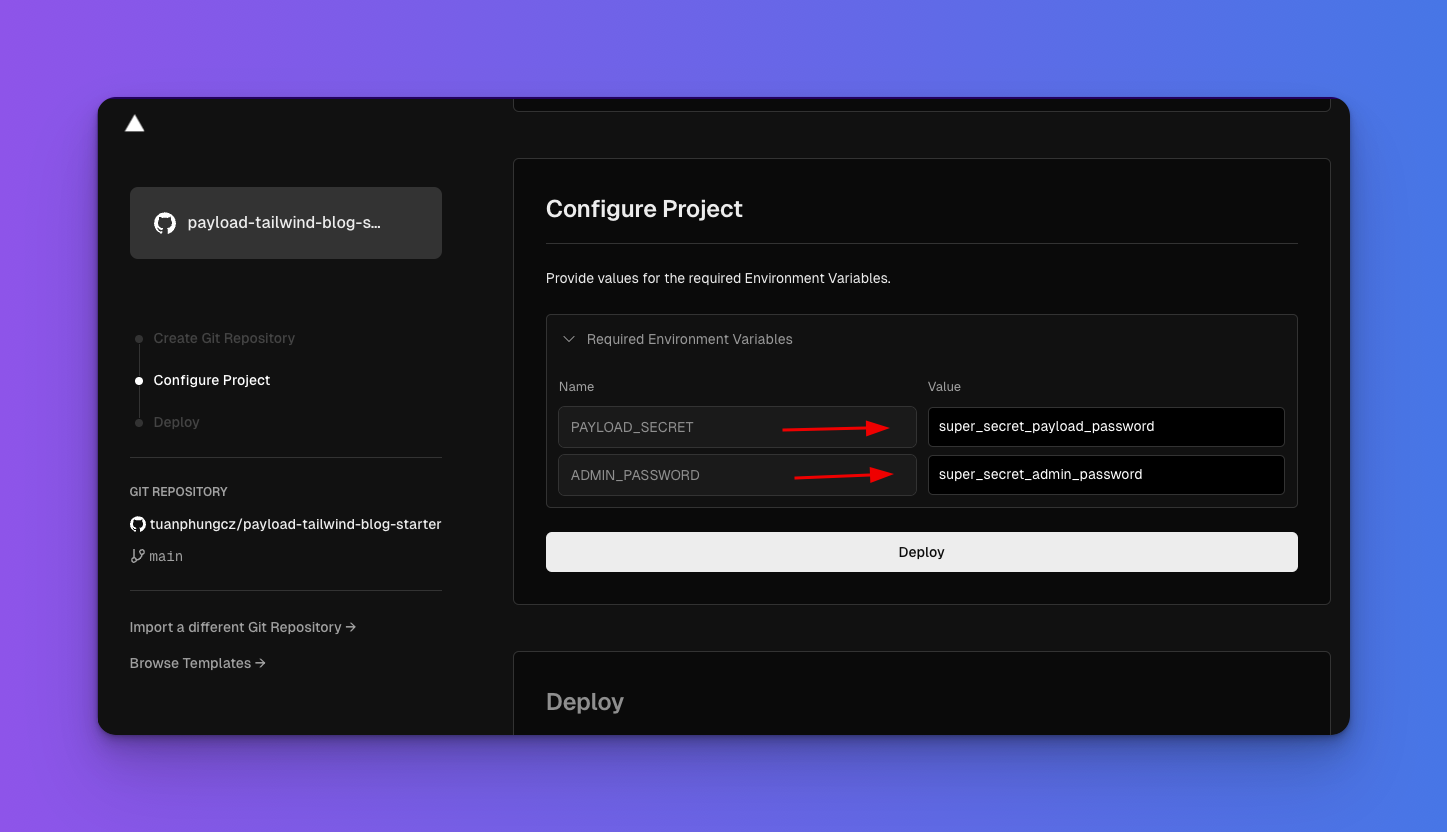 payload-tailwind-blog-s...
Create Git Repository
Configure Project
Deploy
GIT REPOSITORY
tuanphungcz/payload-tailwind-blog-starter
main
Import a different Git Repository →
Browse Templates →
Configure Project
Provide values for the required Environment Variables.
Required Environment Variables
Name Value
PAYLOAD_SECRET super_secret_payload_password
ADMIN_PASSWORD super_secret_admin_password
Deploy
Deploy